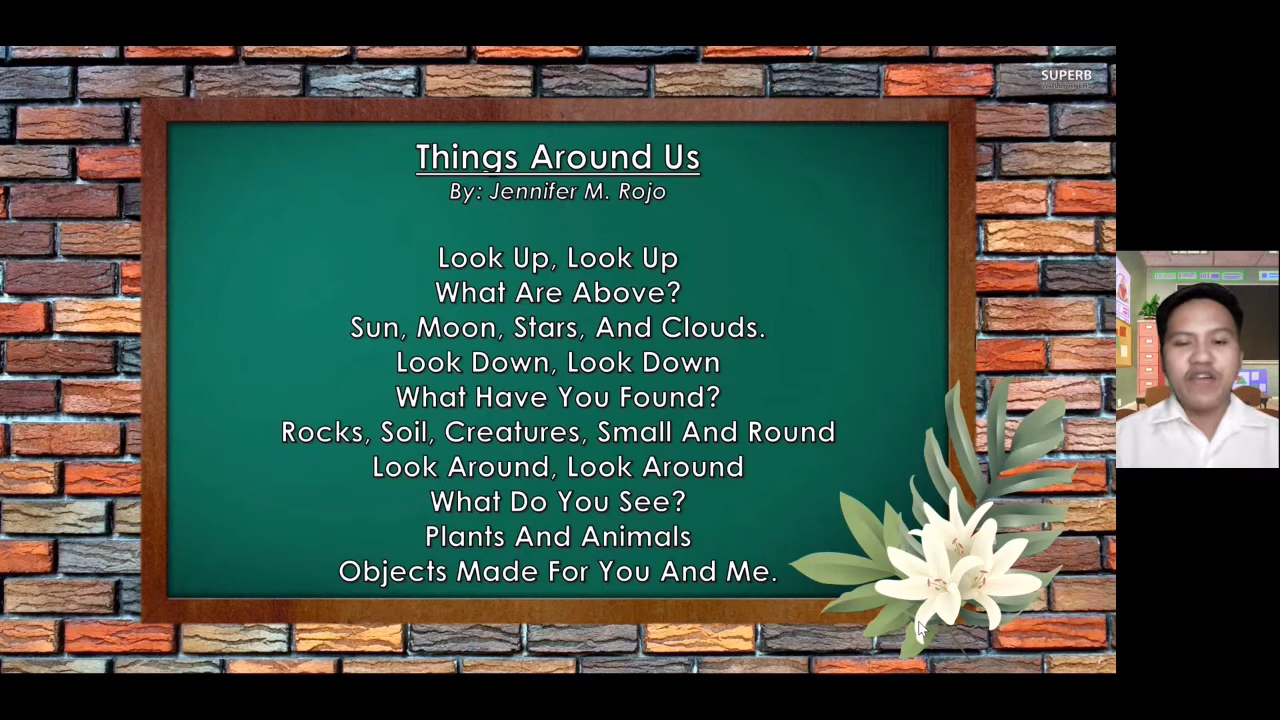 SUPERB
Things Around Us
By: Jennifer M. Rojo
Look Up, Look Up
What Are Above?
Sun, Moon, Stars, And Clouds.
Look Down, Look Down
What Have You Found?
Rocks, Soil, Creatures, Small And Round
Look Around, Look Around
What Do You See?
Plants And Animals
Objects Made For You And Me.